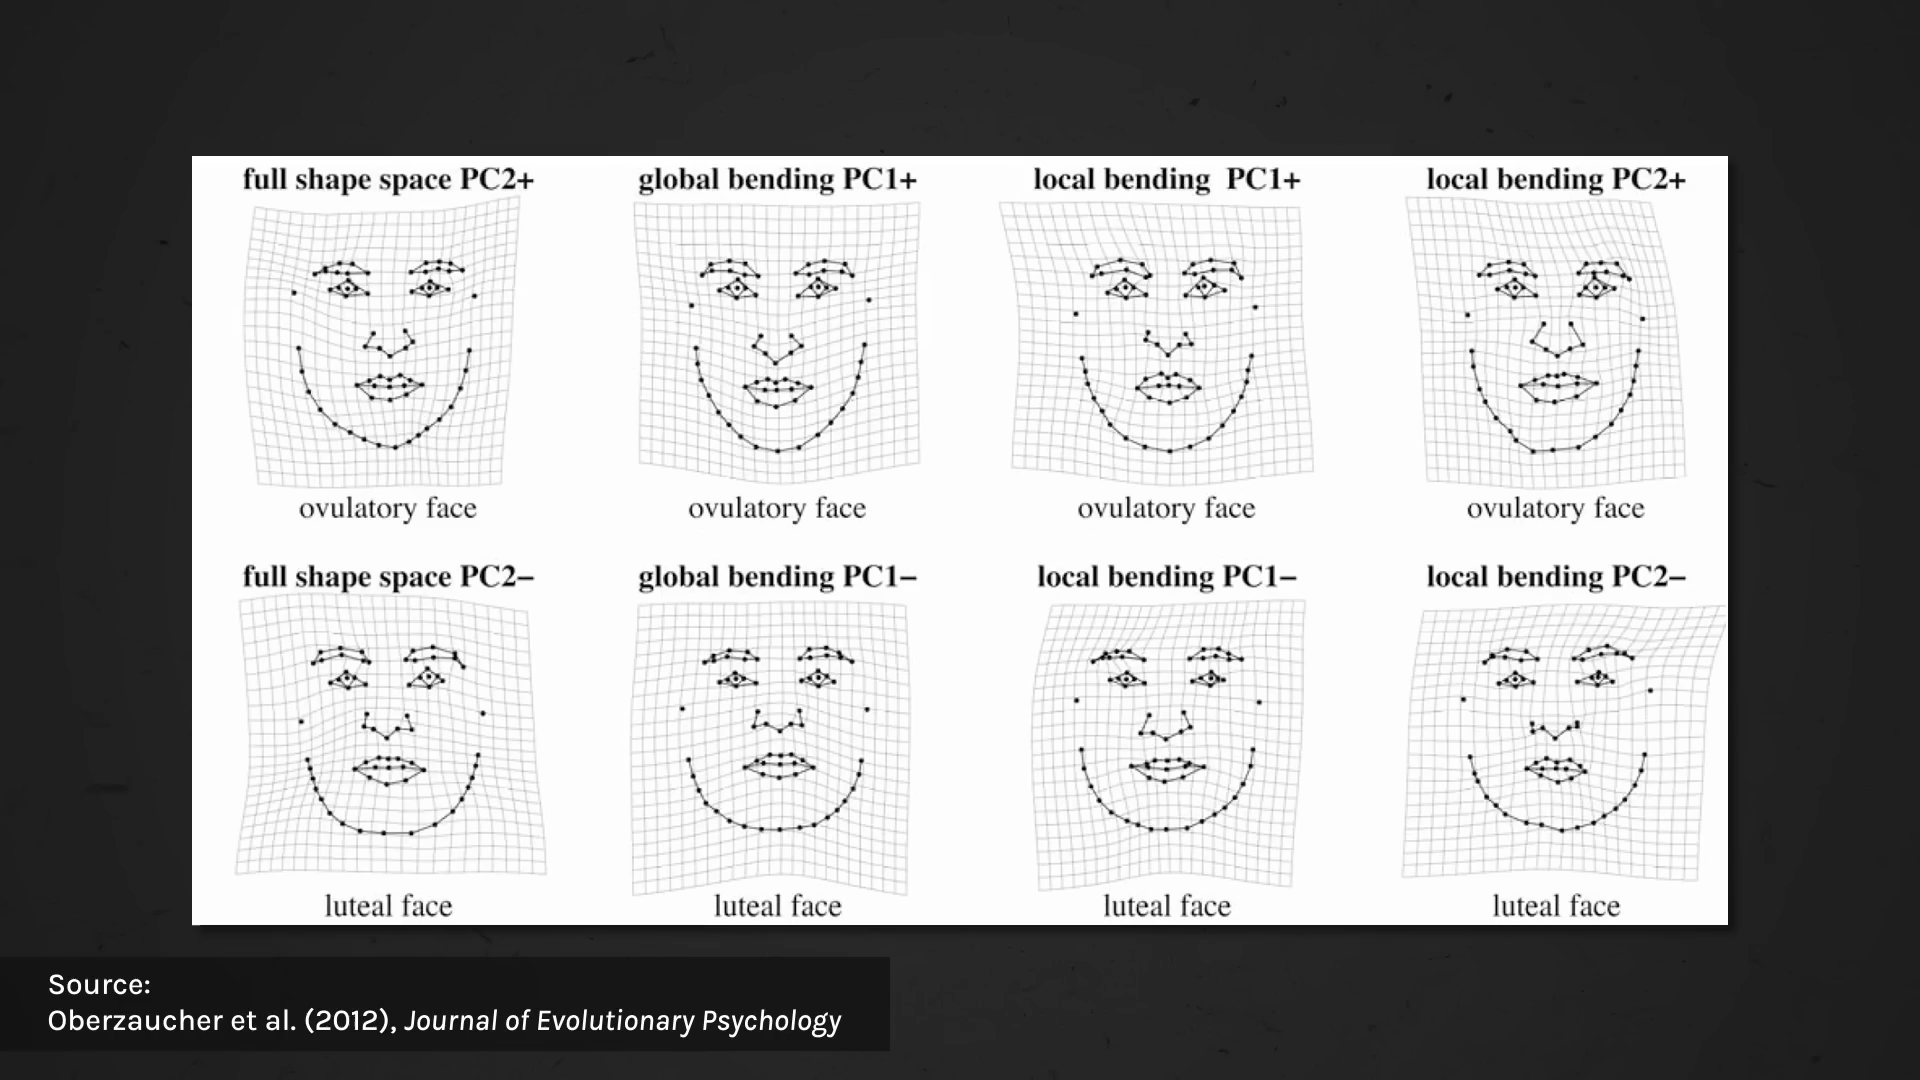 full shape space PC2+
global bending PC1+
local bending PC1+
local bending PC2+
ovulatory face
ovulatory face
ovulatory face
ovulatory face
full shape space PC2−
global bending PC1−
local bending PC1−
local bending PC2−
luteal face
luteal face
luteal face
luteal face
Source:
Oberzaucher et al. (2012), Journal of Evolutionary Psychology